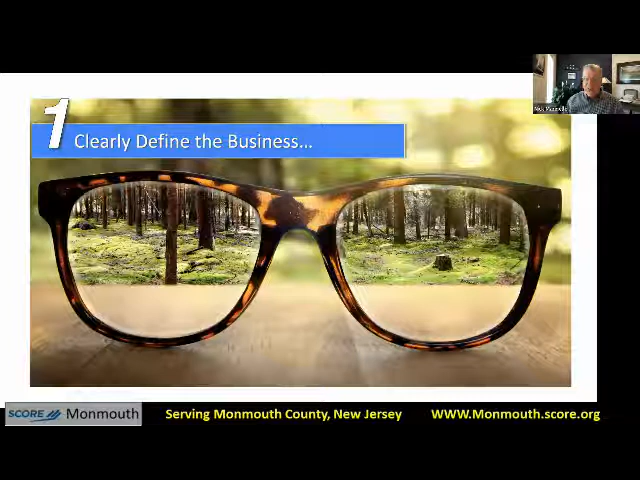 1
Clearly Define the Business...
SCORE Monmouth
Serving Monmouth County, New Jersey
WWW.Monmouth.score.org